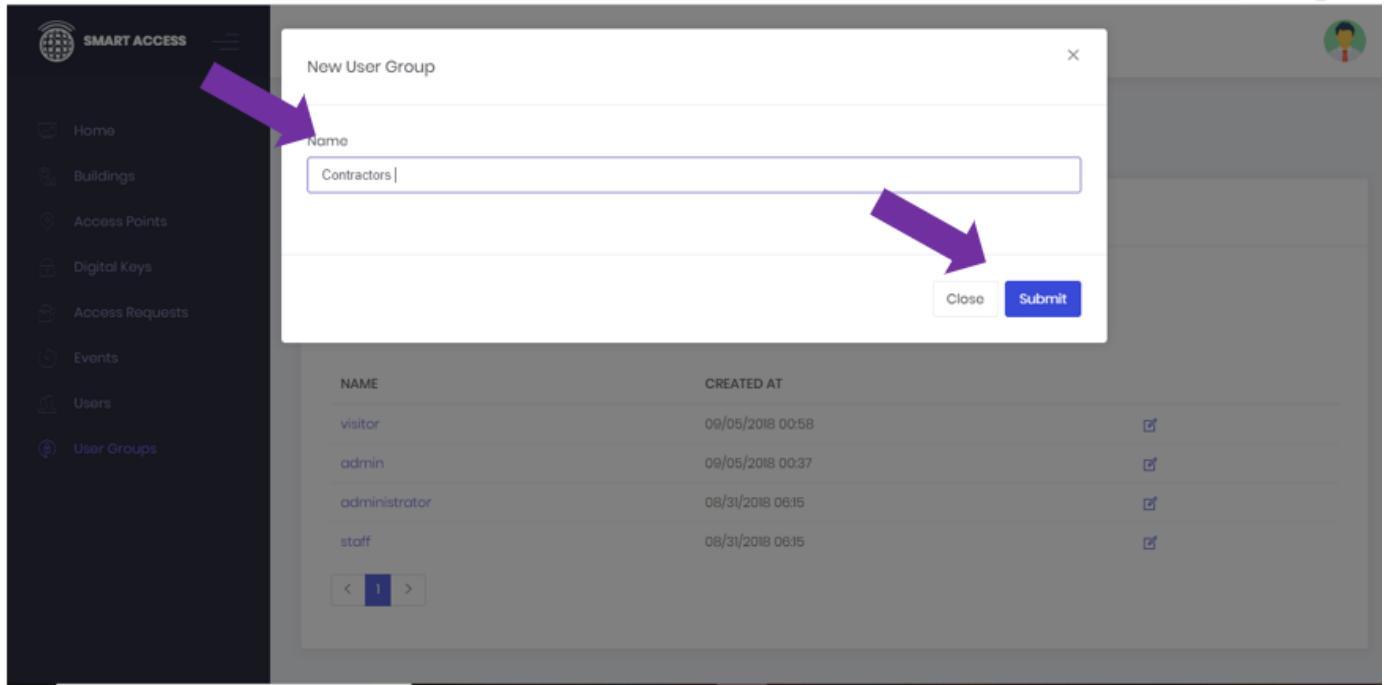 SMART ACCESS
Home
Buildings
Access Points
Digital Keys
Access Requests
Events
Users
User Groups
New User Group
×
Name
Contractors
Close Submit
NAME CREATED AT
visitor 09/05/2018 00:58
admin 09/05/2018 00:37
administrator 08/31/2018 06:15
staff 08/31/2018 06:15
< 1 >